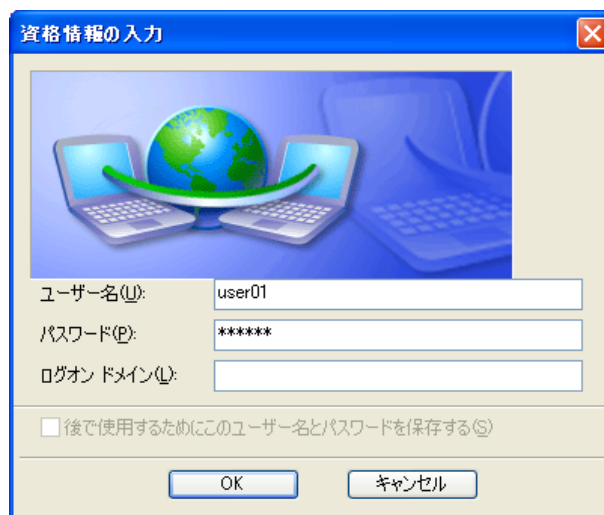 資格情報の入力
ユーザー名(U):
user01
パスワード(P):
******
ログオン ドメイン(L):
後で使用するためにこのユーザー名とパスワードを保存する(S)
OK
キャンセル